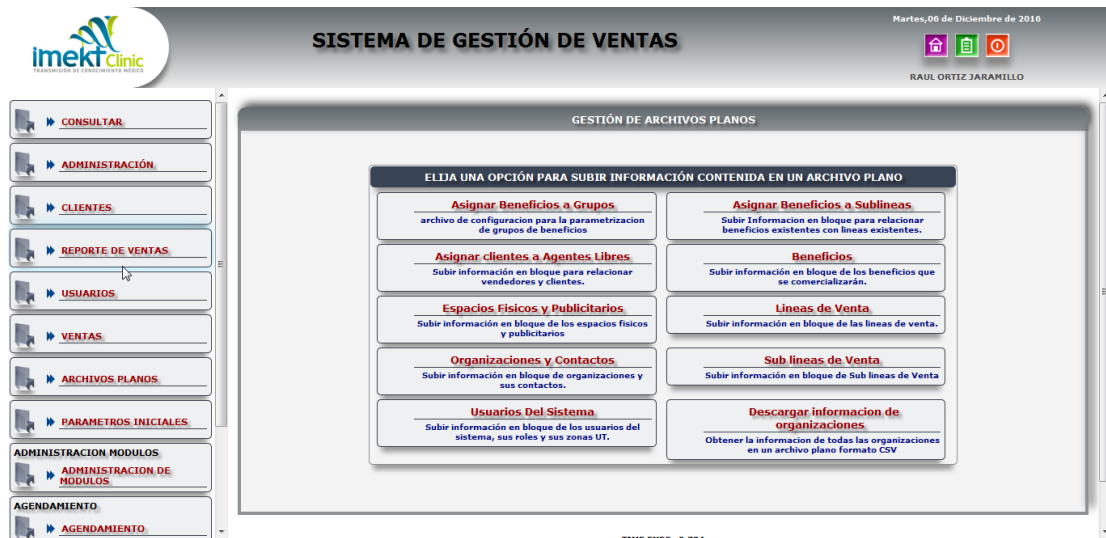 imekt Clinic
TRANSMISIÓN DE CONOCIMIENTO MÉDICO
SISTEMA DE GESTIÓN DE VENTAS
Martes,06 de Diciembre de 2016
RAUL ORTIZ JARAMILLO
CONSULTAR
ADMINISTRACIÓN
CLIENTES
REPORTE DE VENTAS
USUARIOS
VENTAS
ARCHIVOS PLANOS
PARAMETROS INICIALES
ADMINISTRACION MODULOS
ADMINISTRACION DE
MODULOS
AGENDAMIENTO
AGENDAMIENTO
GESTIÓN DE ARCHIVOS PLANOS
ELIJA UNA OPCIÓN PARA SUBIR INFORMACIÓN CONTENIDA EN UN ARCHIVO PLANO
Asignar Beneficios a Grupos
archivo de configuracion para la parametrizacion
de grupos de beneficios
Asignar Beneficios a Sublineas
Subir Informacion en bloque para relacionar
beneficios existentes con lineas existentes.
Asignar clientes a Agentes Libres
Subir información en bloque para relacionar
vendedores y clientes.
Beneficios
Subir información en bloque de los beneficios que
se comercializarán.
Espacios Fisicos y Publicitarios
Subir información en bloque de los espacios fisicos
y publicitarios
Lineas de Venta
Subir información en bloque de las lineas de venta.
Organizaciones y Contactos
Subir información en bloque de organizaciones y
sus contactos.
Sub lineas de Venta
Subir información en bloque de Sub lineas de Venta
Usuarios Del Sistema
Subir información en bloque de los usuarios del
sistema, sus roles y sus zonas UT.
Descargar informacion de
organizaciones
Obtener la informacion de todas las organizaciones
en un archivo plano formato CSV